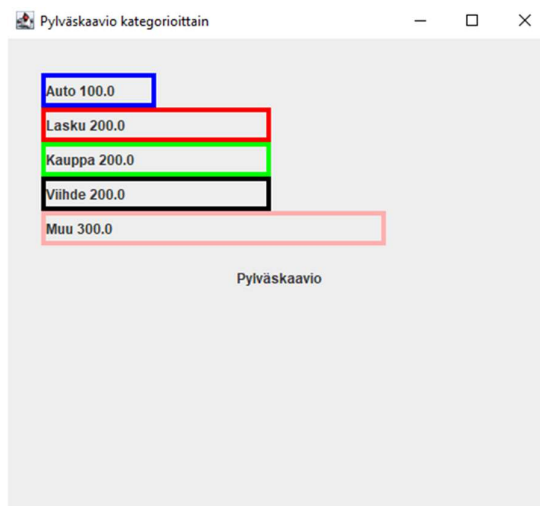 Pylväskaavio kategorioittain
Auto 100.0
Lasku 200.0
Kauppa 200.0
Viihde 200.0
Muu 300.0
Pylväskaavio